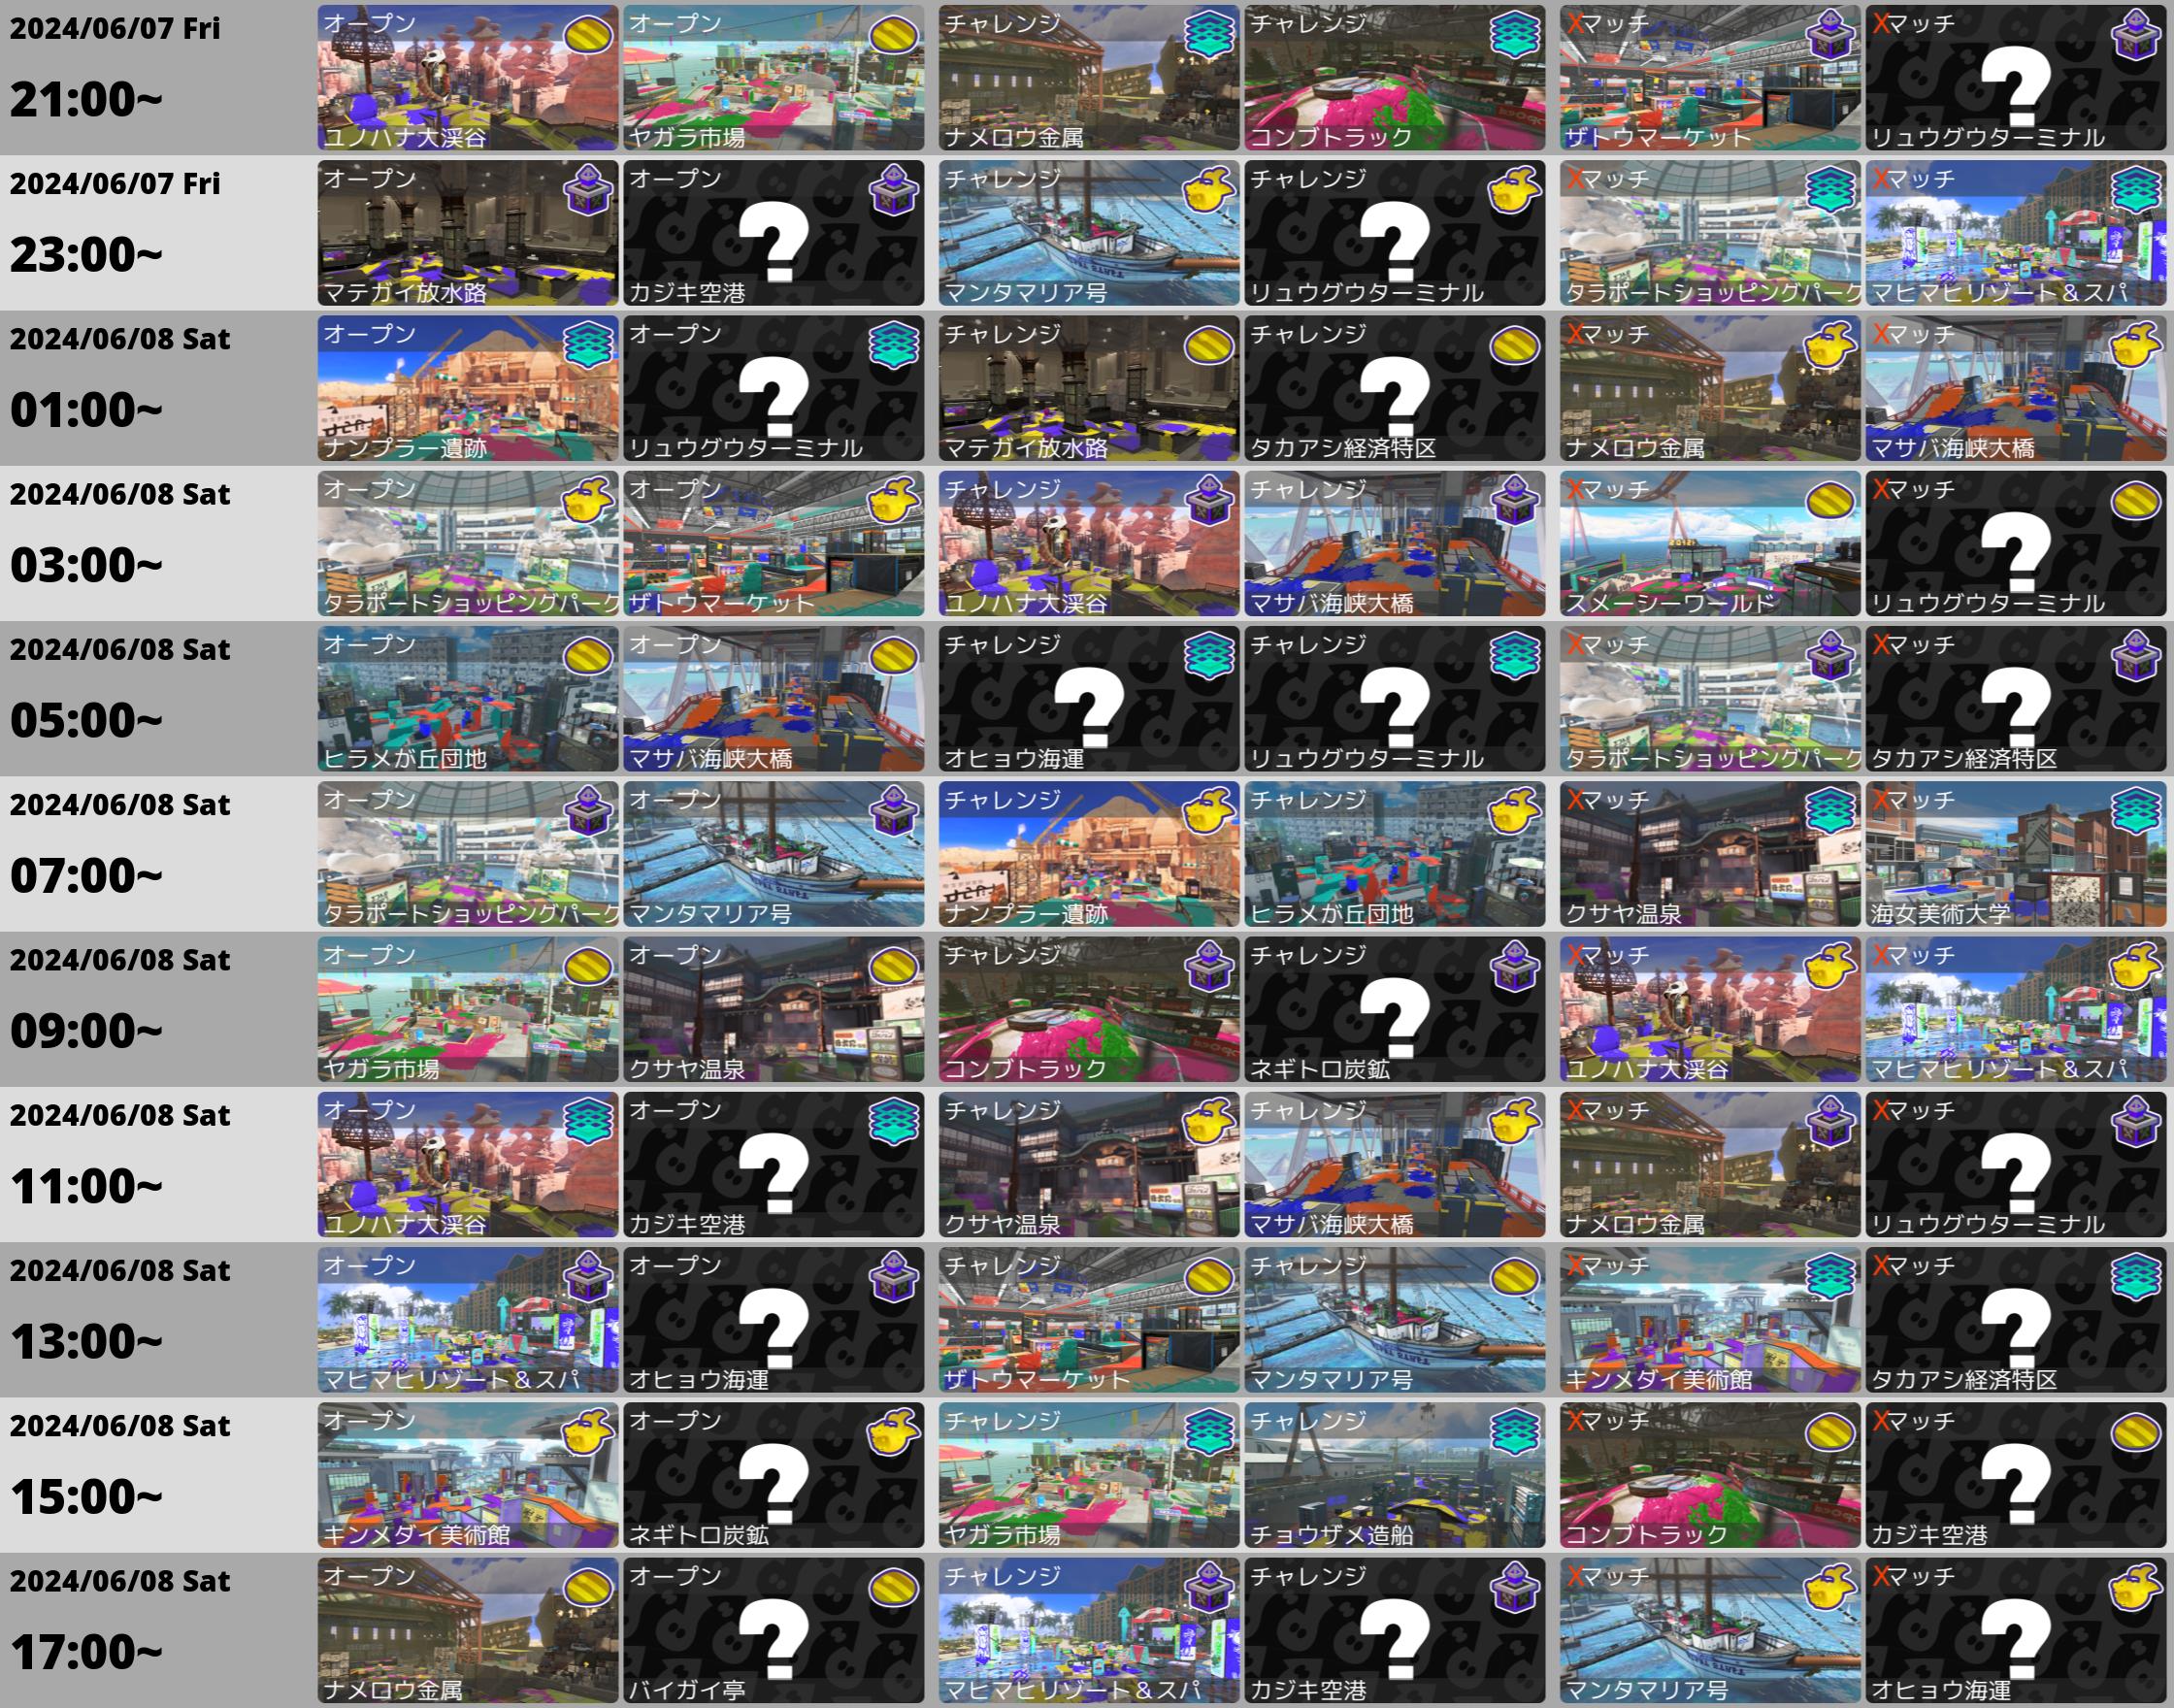 2024/06/07 Fri
21:00~
オープン
ユノハナ大渓谷
オープン
ヤガラ市場
チャレンジ
ナメロウ金属
チャレンジ
コンブトラック
Xマッチ
ザトウマーケット
Xマッチ
リュウグウターミナル
2024/06/07 Fri
23:00~
オープン
マテガイ放水路
オープン
カジキ空港
チャレンジ
マンタマリア号
チャレンジ
リュウグウターミナル
Xマッチ
タラポートショッピングパーク
Xマッチ
マヒマヒリゾート＆スパ
2024/06/08 Sat
01:00~
オープン
ナンプラー遺跡
オープン
リュウグウターミナル
チャレンジ
マテガイ放水路
チャレンジ
タカアシ経済特区
Xマッチ
ナメロウ金属
Xマッチ
マサバ海峡大橋
2024/06/08 Sat
03:00~
オープン
タラポートショッピングパーク
オープン
ザトウマーケット
チャレンジ
ユノハナ大渓谷
チャレンジ
マサバ海峡大橋
Xマッチ
スメーシーワールド
Xマッチ
リュウグウターミナル
2024/06/08 Sat
05:00~
オープン
ヒラメが丘団地
オープン
マサバ海峡大橋
チャレンジ
オヒョウ海運
チャレンジ
リュウグウターミナル
Xマッチ
タラポートショッピングパーク
Xマッチ
タカアシ経済特区
2024/06/08 Sat
07:00~
オープン
タラポートショッピングパーク
オープン
マンタマリア号
チャレンジ
ナンプラー遺跡
チャレンジ
ヒラメが丘団地
Xマッチ
クサヤ温泉
Xマッチ
海女美術大学
2024/06/08 Sat
09:00~
オープン
ヤガラ市場
オープン
クサヤ温泉
チャレンジ
コンブトラック
チャレンジ
ネギトロ炭鉱
Xマッチ
ユノハナ大渓谷
Xマッチ
マヒマヒリゾート＆スパ
2024/06/08 Sat
11:00~
オープン
ユノハナ大渓谷
オープン
カジキ空港
チャレンジ
クサヤ温泉
チャレンジ
マサバ海峡大橋
Xマッチ
ナメロウ金属
Xマッチ
リュウグウターミナル
2024/06/08 Sat
13:00~
オープン
マヒマヒリゾート＆スパ
オープン
オヒョウ海運
チャレンジ
ザトウマーケット
チャレンジ
マンタマリア号
Xマッチ
キンメダイ美術館
Xマッチ
タカアシ経済特区
2024/06/08 Sat
15:00~
オープン
キンメダイ美術館
オープン
ネギトロ炭鉱
チャレンジ
ヤガラ市場
チャレンジ
チョウザメ造船
Xマッチ
コンブトラック
Xマッチ
カジキ空港
2024/06/08 Sat
17:00~
オープン
ナメロウ金属
オープン
バイガイ亭
チャレンジ
マヒマヒリゾート＆スパ
チャレンジ
カジキ空港
Xマッチ
マンタマリア号
Xマッチ
オヒョウ海運